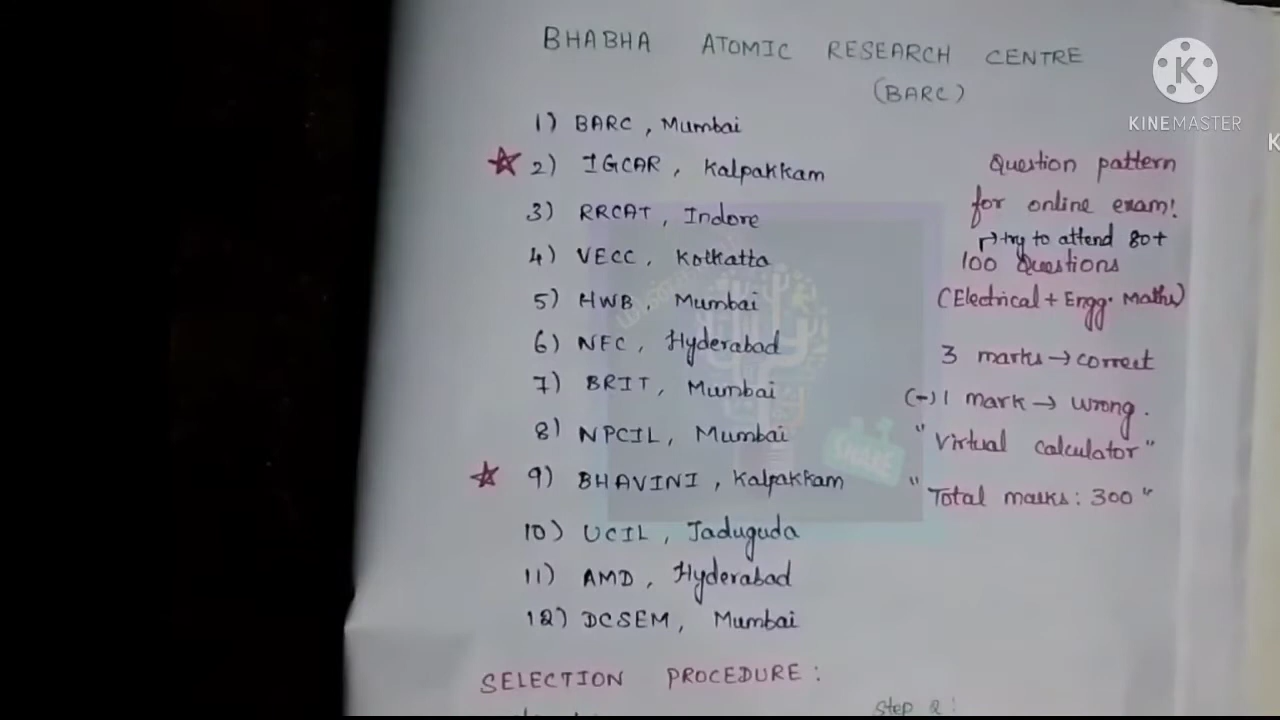 BHABHA ATOMIC RESEARCH CENTRE
(BARC)
1) BARC, Mumbai
2) IGCAR, Kalpakkam
3) RRCAT, Indore
4) VECC, Kolkatta
5) HWB, Mumbai
6) NFC, Hyderabad
7) BRIT, Mumbai
8) NPCIL, Mumbai
9) BHAVINI, Kalpakkam
10) UCIL, Jaduguda
11) AMD, Hyderabad
12) DCSEM, Mumbai
Question pattern
for online exam!
→ try to attend 80+
100 Questions
(Electrical + Engg. Maths)
3 marks → correct
(-) 1 mark → wrong.
"Virtual calculator"
"Total marks: 300"
SELECTION PROCEDURE:
Step 2:
KINEMASTER
SHARE